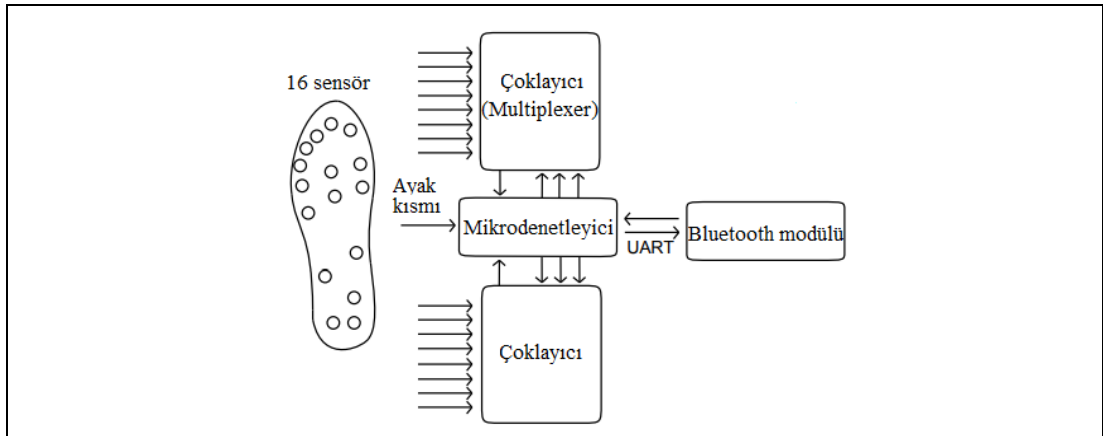 16 sensör
Çoklayıcı
(Multiplexer)
Ayak
kısmı
Mikrodenetleyici
UART
Bluetooth modülü
Çoklayıcı